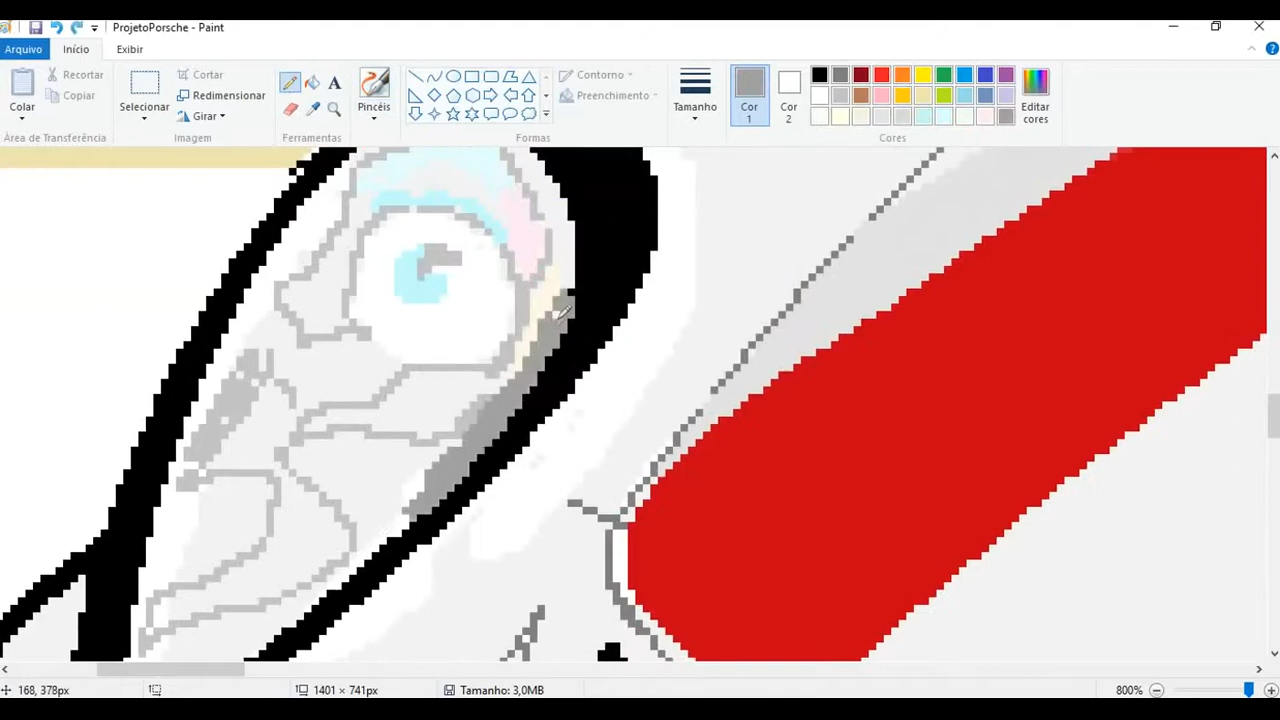 ProjetoPorsche - Paint
Arquivo Início Exibir
Colar
Recortar
Copiar
Área de Transferência
Selecionar
Cortar
Redimensionar
Girar
Imagem
A
Ferramentas
Pincéis
Contorno
Preenchimento
Formas
Tamanho
Cor
1
Cor
2
Cores
Editar
cores
168, 378px
1401 × 741px
Tamanho: 3,0MB
800%